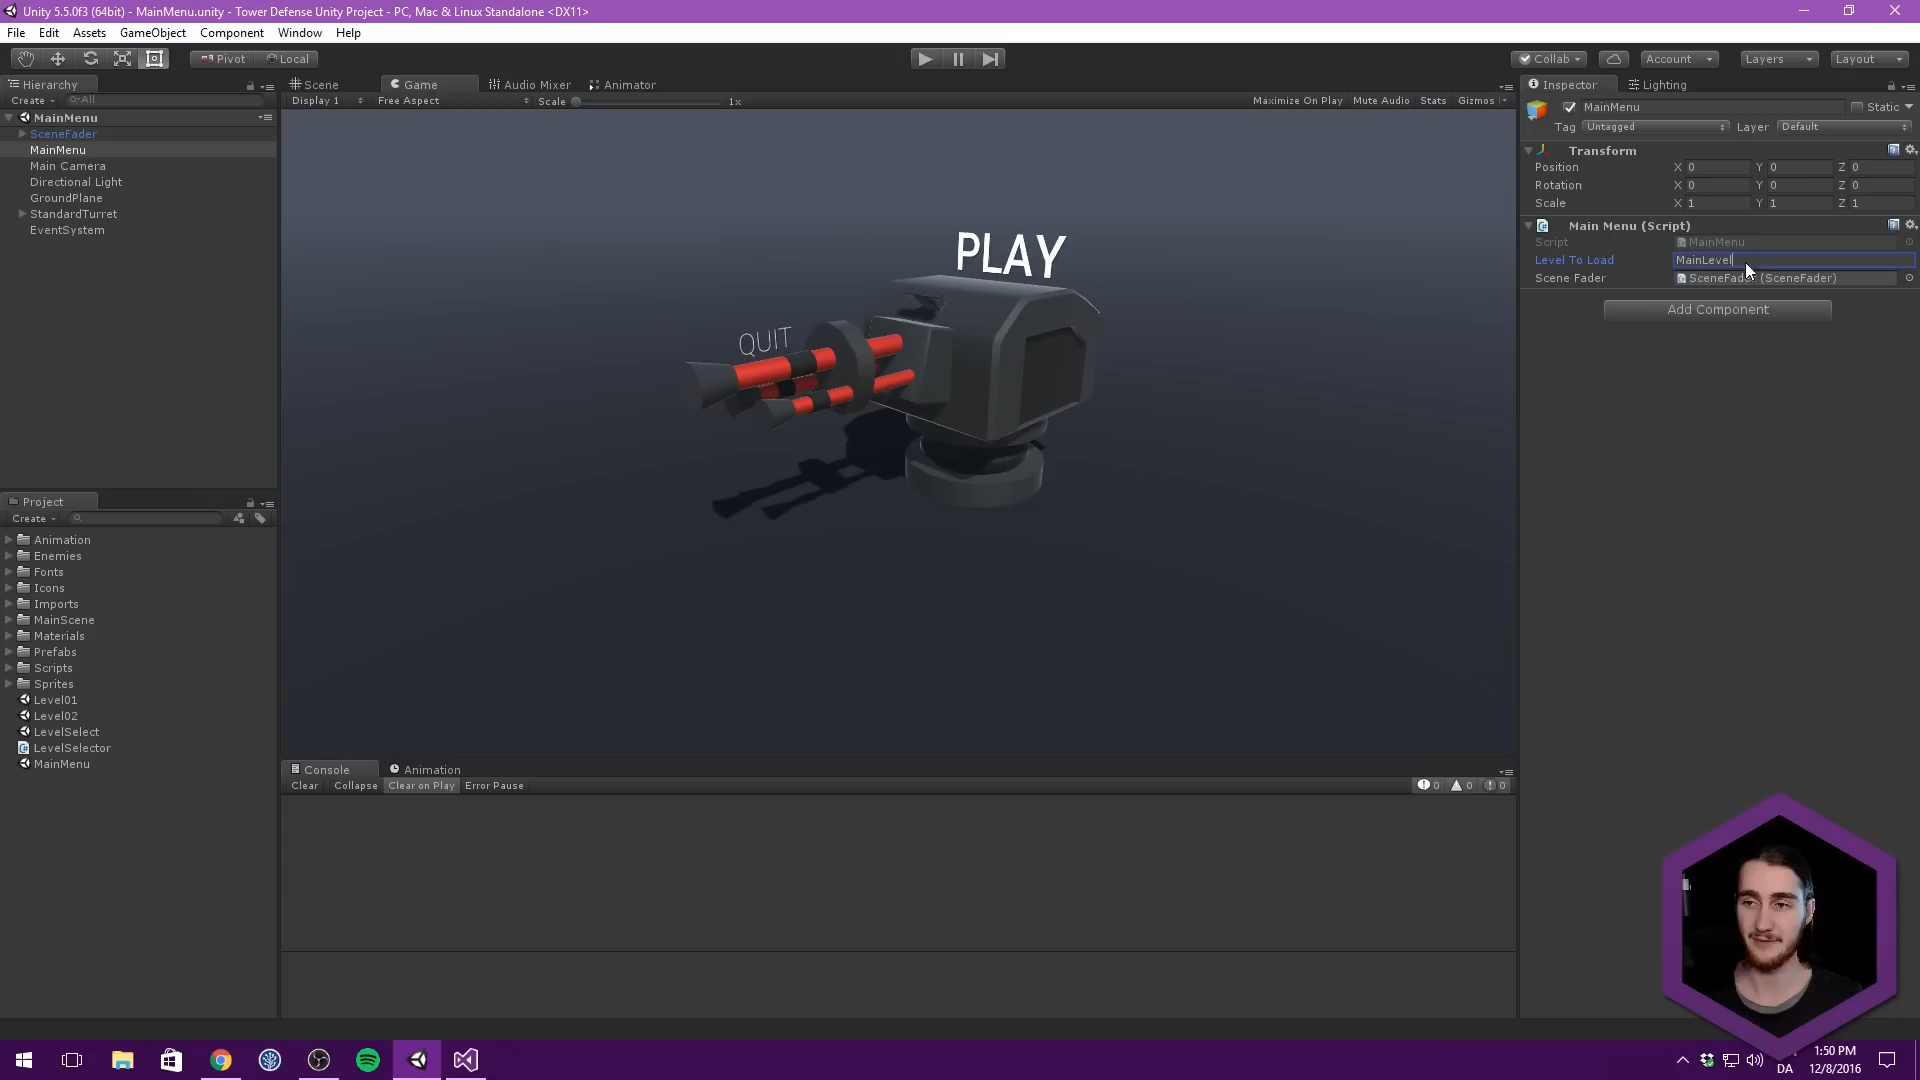 Unity 5.5.0f3 (64bit) - MainMenu.unity - Tower Defense Unity Project - PC, Mac & Linux Standalone <DX11>
File Edit Assets GameObject Component Window Help
Pivot Local Collab Account Layers Layout
Hierarchy
Create All
MainMenu
SceneFader
MainMenu
Main Camera
Directional Light
GroundPlane
StandardTurret
EventSystem
Project
Create
Animation
Enemies
Fonts
Icons
Imports
MainScene
Materials
Prefabs
Scripts
Sprites
Level01
Level02
LevelSelect
LevelSelector
MainMenu
Scene Game Audio Mixer Animator
Display 1 Free Aspect Scale 1x Maximize On Play Mute Audio Stats Gizmos
PLAY
QUIT
Console Animation
Clear Collapse Clear on Play Error Pause 0 0 0
Inspector Lighting
MainMenu Static
Tag Untagged Layer Default
Transform
Position X 0 Y 0 Z 0
Rotation X 0 Y 0 Z 0
Scale X 1 Y 1 Z 1
Main Menu (Script)
Script MainMenu
Level To Load MainLevel
Scene Fader SceneFader (SceneFader)
Add Component
DA
1:50 PM
12/8/2016